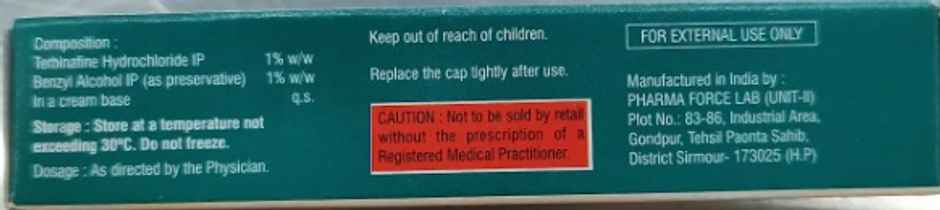 Composition :
Terbinafine Hydrochloride IP 1% w/w
Benzyl Alcohol IP (as preservative) 1% w/w
In a cream base q.s.
Storage : Store at a temperature not
exceeding 30°C. Do not freeze.
Dosage : As directed by the Physician.
Keep out of reach of children.
Replace the cap tightly after use.
CAUTION : Not to be sold by retail
without the prescription of a
Registered Medical Practitioner.
FOR EXTERNAL USE ONLY
Manufactured in India by :
PHARMA FORCE LAB (UNIT-II)
Plot No.: 83-86, Industrial Area,
Gondpur, Tehsil Paonta Sahib,
District Sirmour- 173025 (H.P)